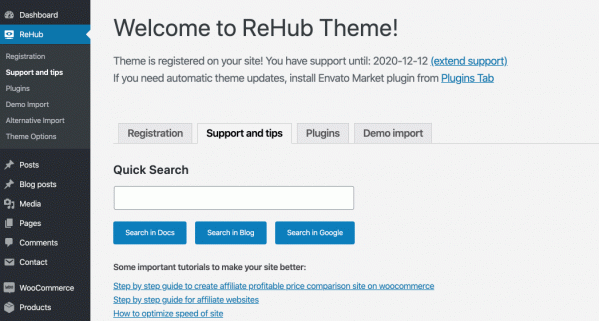 Dashboard
ReHub
Registration
Support and tips
Plugins
Demo Import
Alternative Import
Theme Options
Posts
Blog posts
Media
Pages
Comments
Contact
WooCommerce
Products
Welcome to ReHub Theme!
Theme is registered on your site! You have support until: 2020-12-12 (extend support)
If you need automatic theme updates, install Envato Market plugin from Plugins Tab
Registration Support and tips Plugins Demo import
Quick Search
Search in Docs Search in Blog Search in Google
Some important tutorials to make your site better:
Step by step guide to create affiliate profitable price comparison site on woocommerce
Step by step guide for affiliate websites
How to optimize speed of site